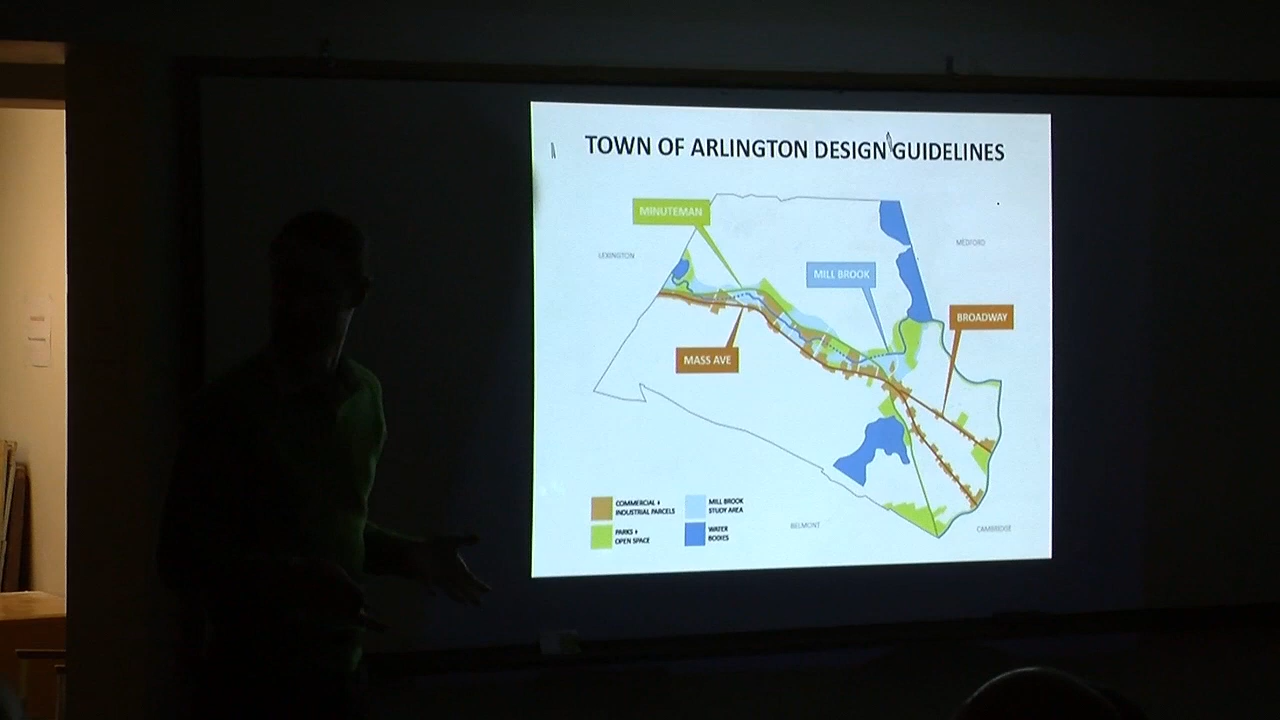 TOWN OF ARLINGTON DESIGN GUIDELINES
MINUTEMAN
LEXINGTON
MEDFORD
MILL BROOK
BROADWAY
MASS AVE
COMMERCIAL +
INDUSTRIAL PARCELS
MILL BROOK
STUDY AREA
PARKS +
OPEN SPACE
WATER
BODIES
BELMONT
CAMBRIDGE